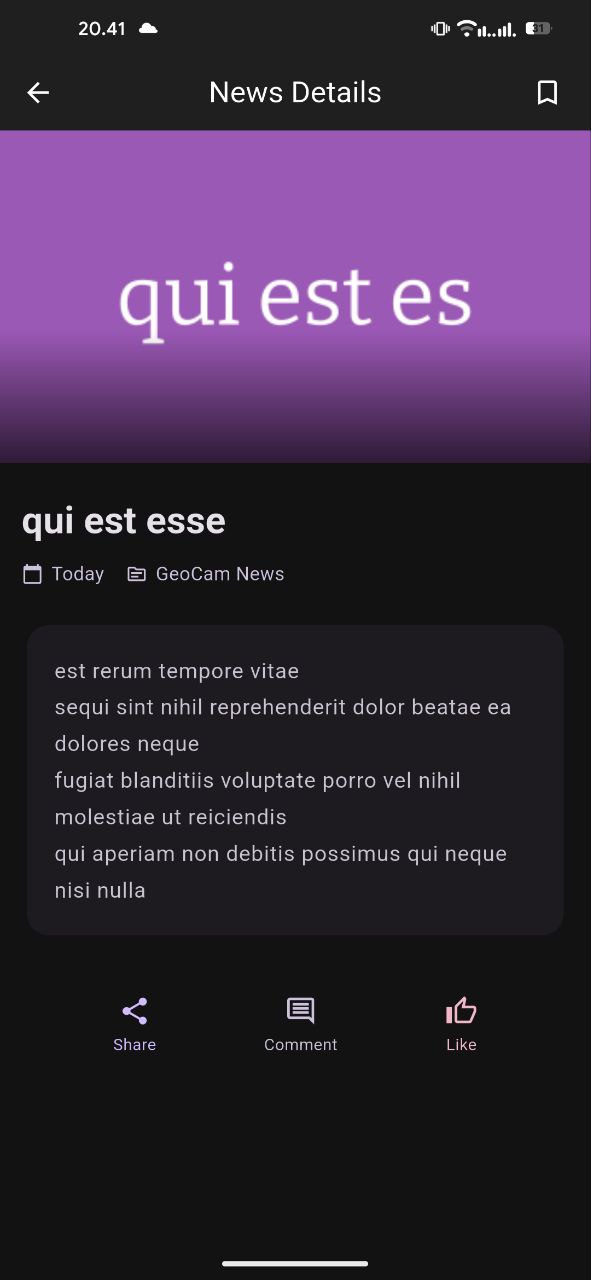 20.41
31
News Details
qui est es
qui est esse
Today GeoCam News
est rerum tempore vitae
sequi sint nihil reprehenderit dolor beatae ea
dolores neque
fugiat blanditiis voluptate porro vel nihil
molestiae ut reiciendis
qui aperiam non debitis possimus qui neque
nisi nulla
Share Comment Like